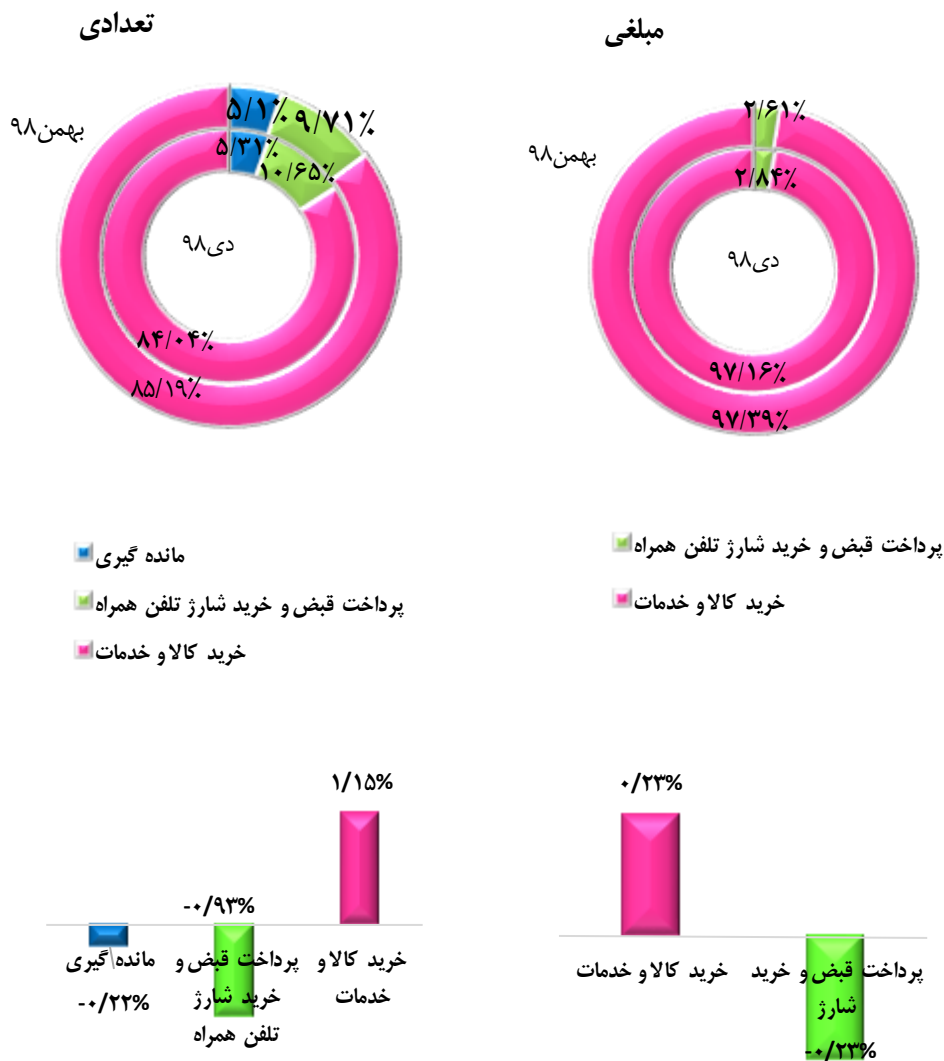 مبلغی
بهمن۹۸
۲/۶۱٪
۲/۸۴٪
دی۹۸
۹۷/۱۶٪
۹۷/۳۹٪
پرداخت قبض و خرید شارژ تلفن همراه
خرید کالا و خدمات
۰/۲۳%
خرید کالا و خدمات
پرداخت قبض و خرید
شارژ
-۰/۲۳%
تعدادی
بهمن۹۸
۵/۱٪
۹/۷۱٪
۵/۳۱٪
۱۰/۶۵٪
دی۹۸
۸۴/۰۴٪
۸۵/۱۹٪
مانده گیری
پرداخت قبض و خرید شارژ تلفن همراه
خرید کالا و خدمات
۱/۱۵%
خرید کالا و
خدمات
-۰/۹۳%
پرداخت قبض و
خرید شارژ
تلفن همراه
مانده گیری
-۰/۲۲%